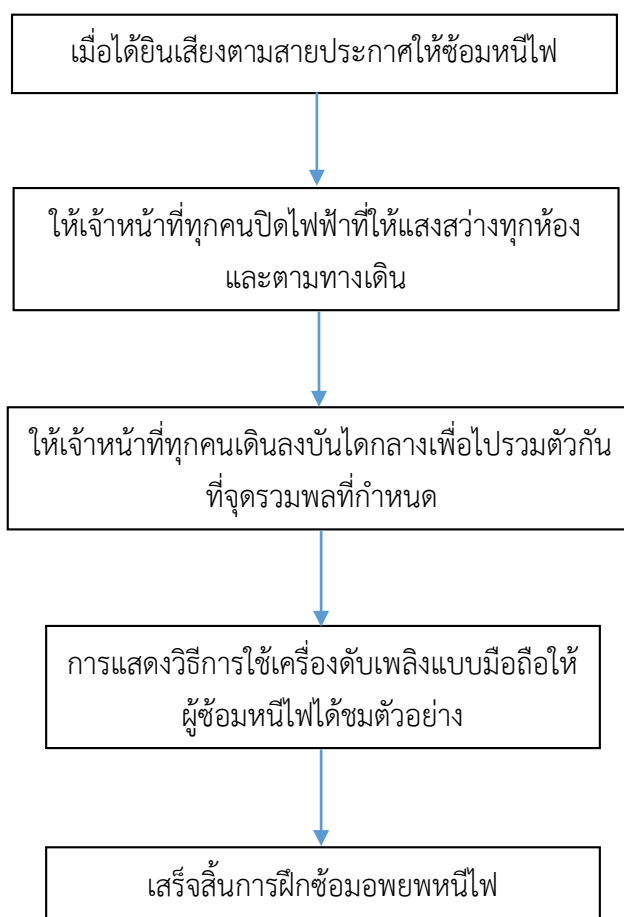 เมื่อได้ยินเสียงตามสายประกาศให้ซ้อมหนีไฟ
ให้เจ้าหน้าที่ทุกคนปิดไฟฟ้าที่ให้แสงสว่างทุกห้อง
และตามทางเดิน
ให้เจ้าหน้าที่ทุกคนเดินลงบันไดกลางเพื่อไปรวมตัวกัน
ที่จุดรวมพลที่กำหนด
การแสดงวิธีการใช้เครื่องดับเพลิงแบบมือถือให้
ผู้ซ้อมหนีไฟได้ชมตัวอย่าง
เสร็จสิ้นการฝึกซ้อมอพยพหนีไฟ